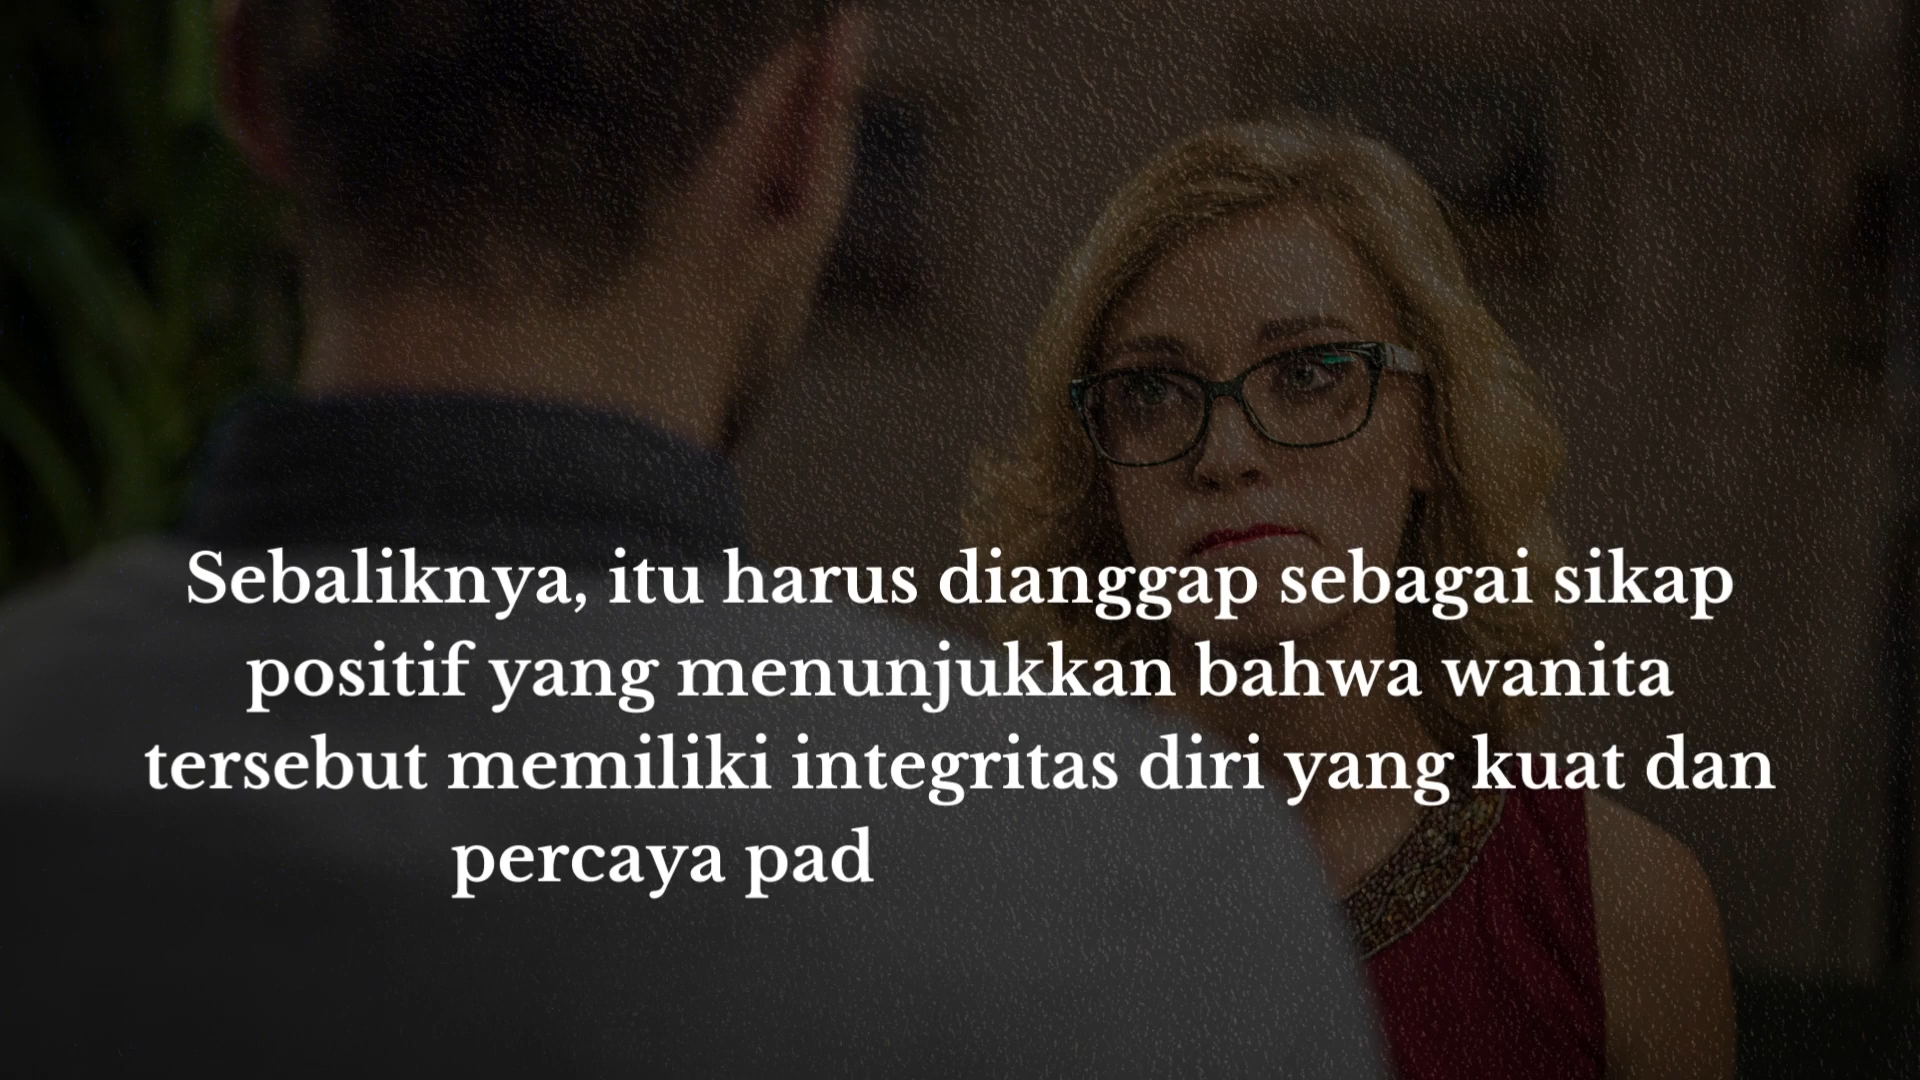 Sebaliknya, itu harus dianggap sebagai sikap
positif yang menunjukkan bahwa wanita
tersebut memiliki integritas diri yang kuat dan
percaya pad